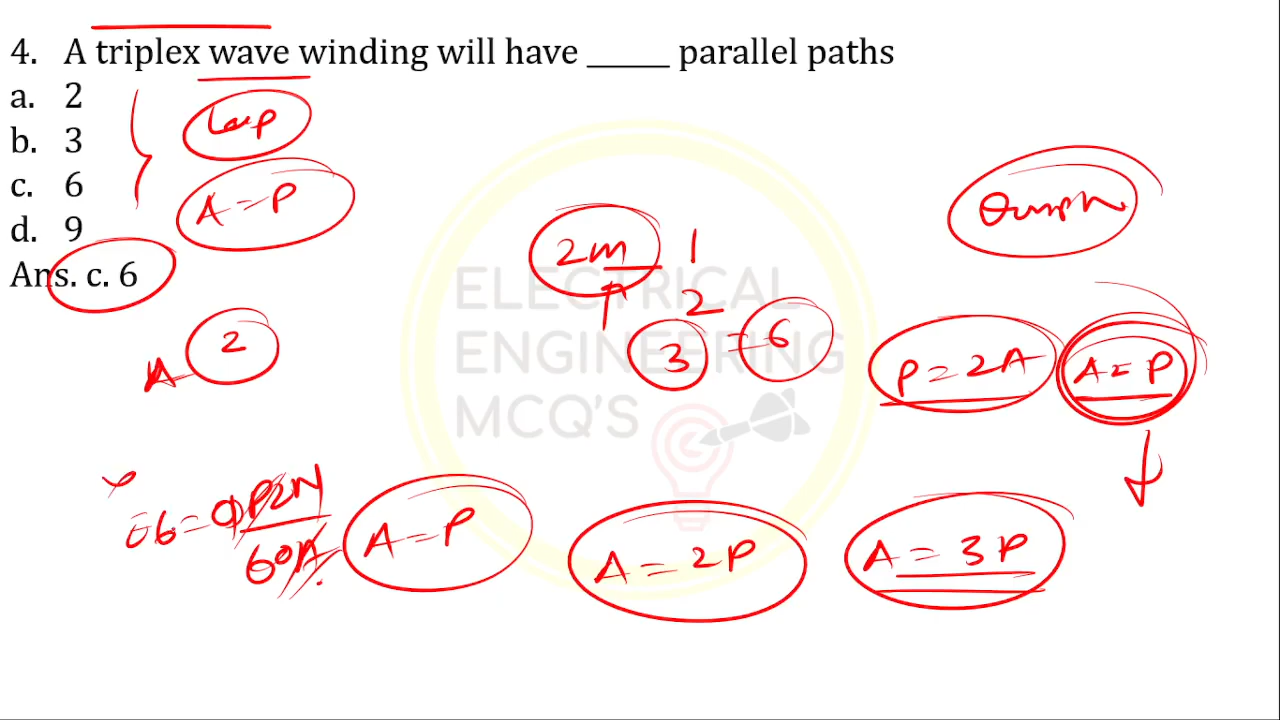 4. A triplex wave winding will have ______ parallel paths
a. 2
b. 3
c. 6
d. 9
Ans. c. 6
Lap
A = P
2m 1
2
3 = 6
A 2
P = 2A
A = P
A = P
A = 2P
A = 3P
ELECTRICAL
ENGINEERING
MCQ'S